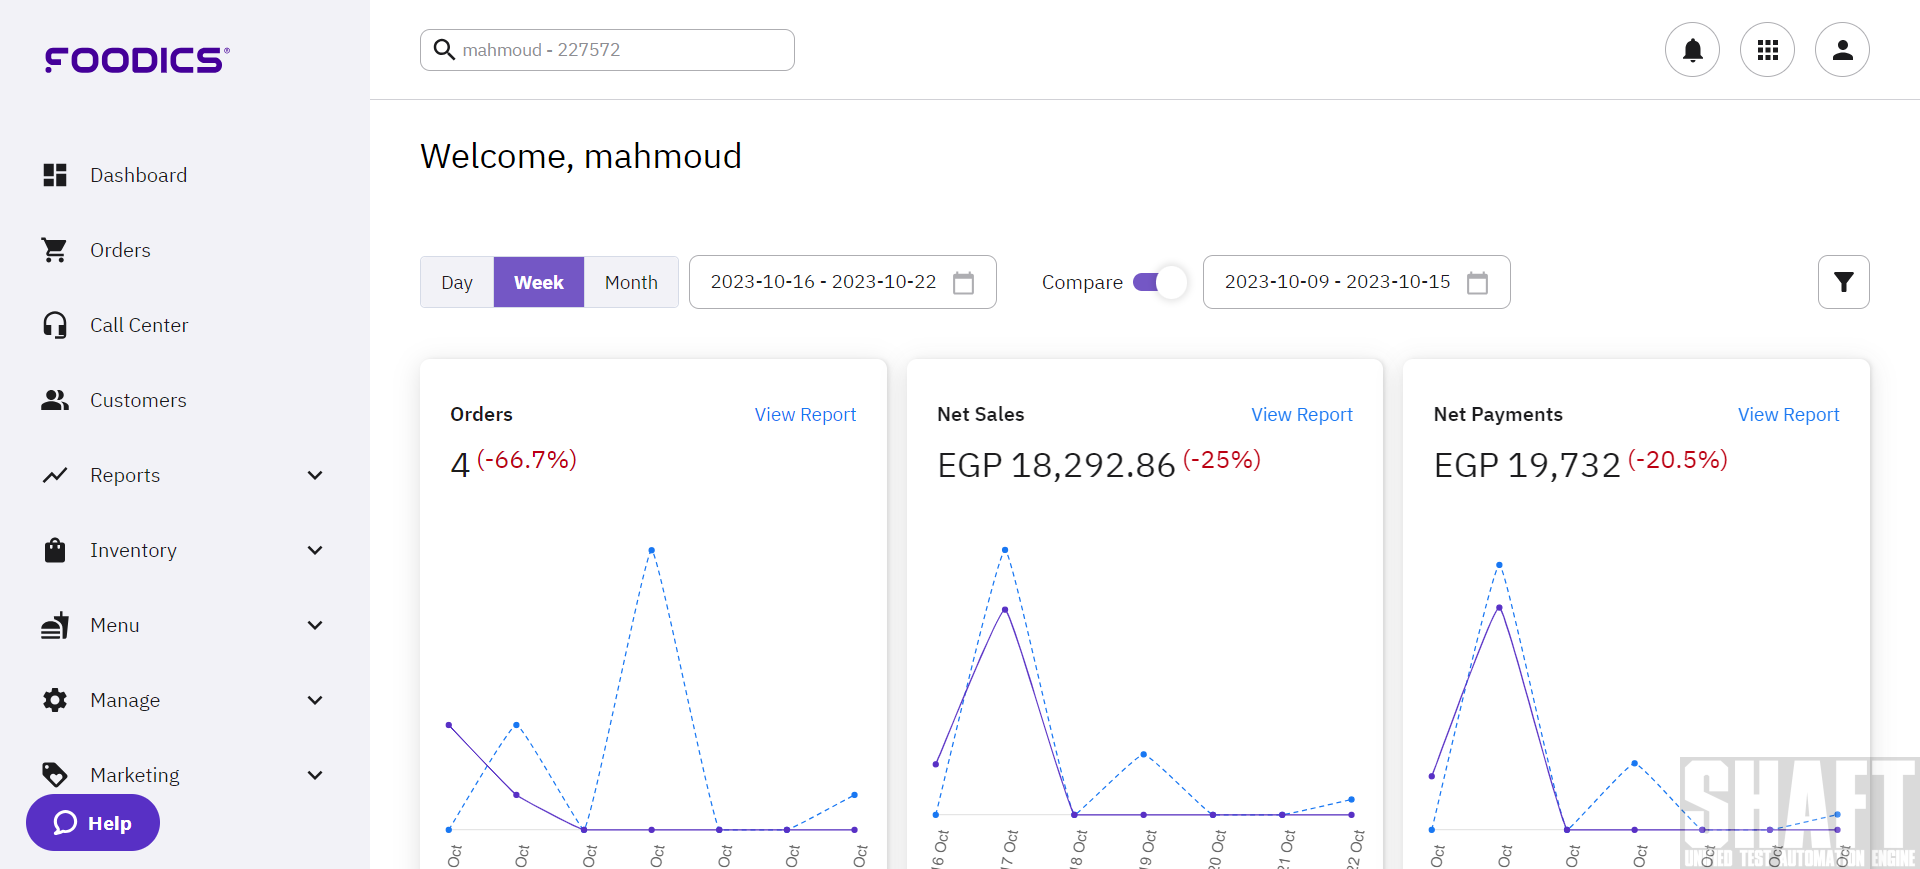 FOODICS®
mahmoud - 227572
Dashboard
Orders
Call Center
Customers
Reports
Inventory
Menu
Manage
Marketing
Help
Welcome, mahmoud
Day Week Month 2023-10-16 - 2023-10-22 Compare 2023-10-09 - 2023-10-15
Orders View Report
4 (-66.7%)
Oct Oct Oct Oct Oct Oct Oct
Net Sales View Report
EGP 18,292.86 (-25%)
16 Oct 17 Oct 18 Oct 19 Oct 20 Oct 21 Oct 22 Oct
Net Payments View Report
EGP 19,732 (-20.5%)
Oct Oct Oct Oct Oct Oct Oct
SHAFT
UNIFIED TEST AUTOMATION ENGINE